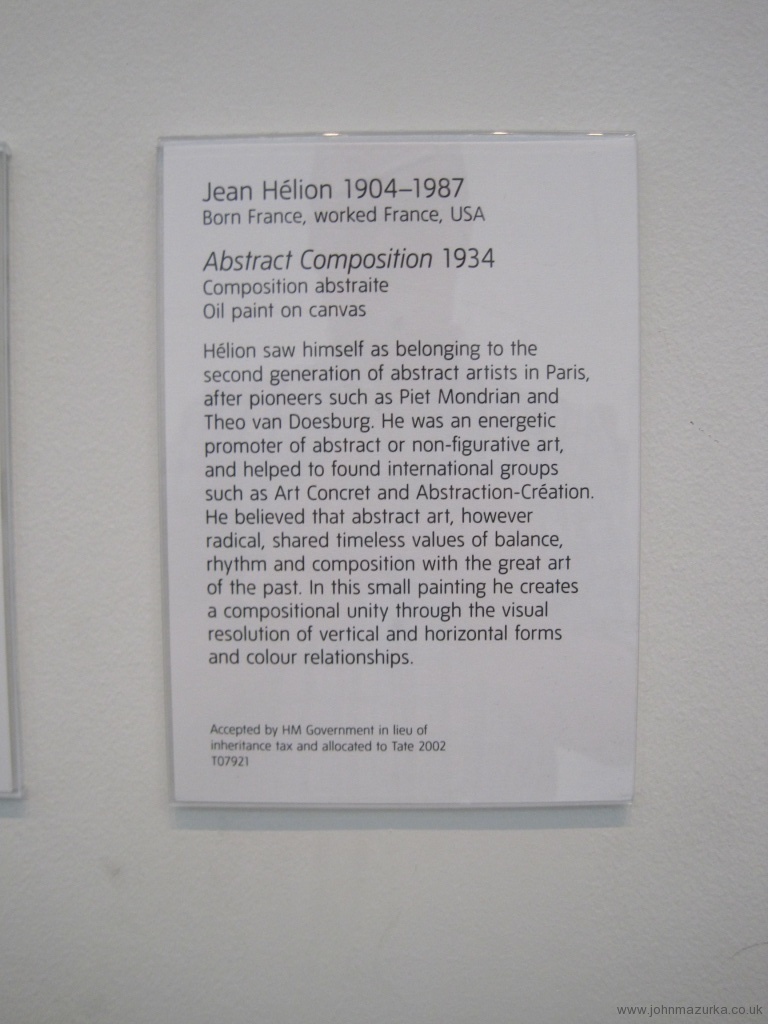 Jean Hélion 1904–1987
Born France, worked France, USA
Abstract Composition 1934
Composition abstraite
Oil paint on canvas
Hélion saw himself as belonging to the
second generation of abstract artists in Paris,
after pioneers such as Piet Mondrian and
Theo van Doesburg. He was an energetic
promoter of abstract or non-figurative art,
and helped to found international groups
such as Art Concret and Abstraction-Création.
He believed that abstract art, however
radical, shared timeless values of balance,
rhythm and composition with the great art
of the past. In this small painting he creates
a compositional unity through the visual
resolution of vertical and horizontal forms
and colour relationships.
Accepted by HM Government in lieu of
inheritance tax and allocated to Tate 2002
T07921
www.johnmazurka.co.uk